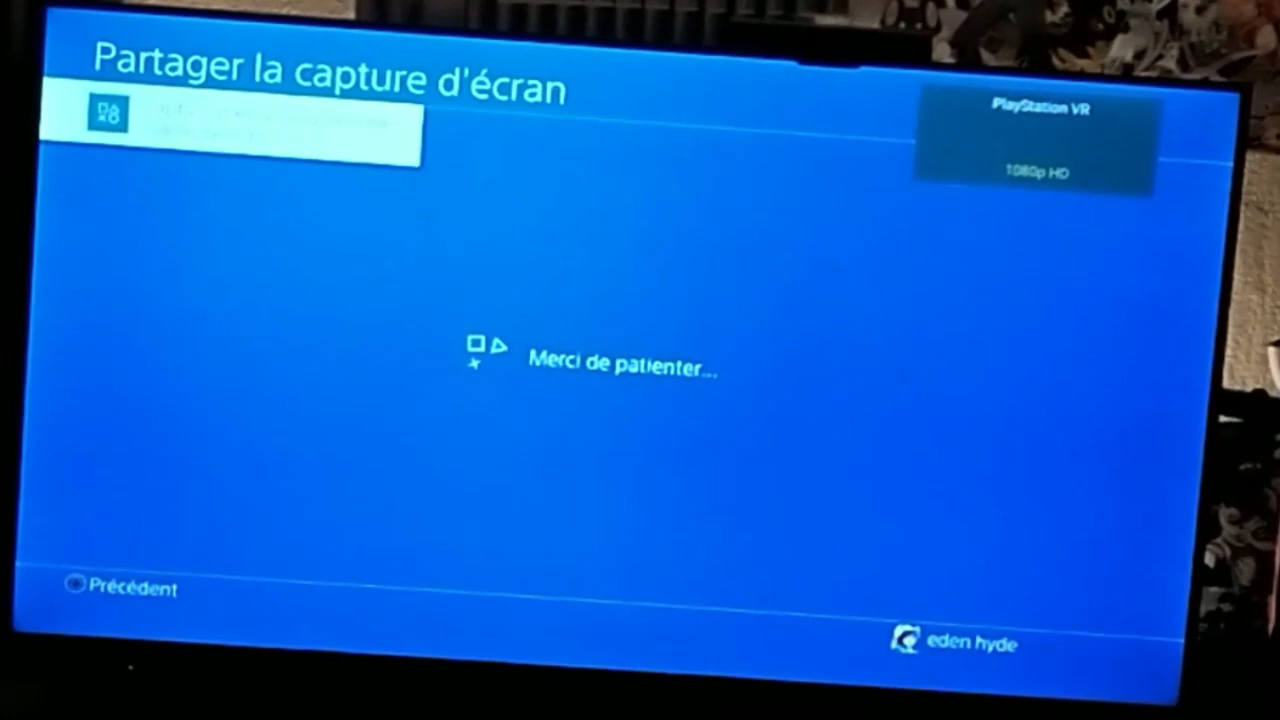 Partager la capture d'écran
PlayStation VR
1080p HD
Merci de patienter...
Précédent
eden hyde